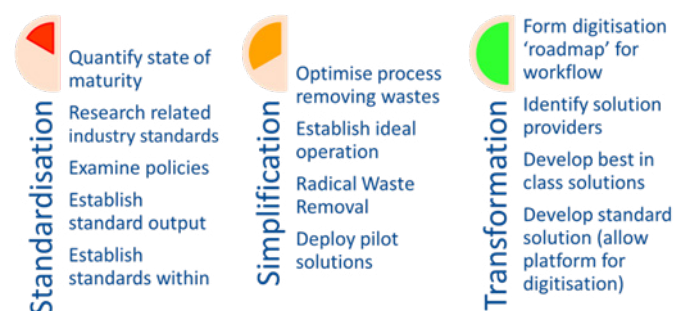 Standardisation
Quantify state of
maturity
Research related
industry standards
Examine policies
Establish
standard output
Establish
standards within
Simplification
Optimise process
removing wastes
Establish ideal
operation
Radical Waste
Removal
Deploy pilot
solutions
Transformation
Form digitisation
‘roadmap’ for
workflow
Identify solution
providers
Develop best in
class solutions
Develop standard
solution (allow
platform for
digitisation)